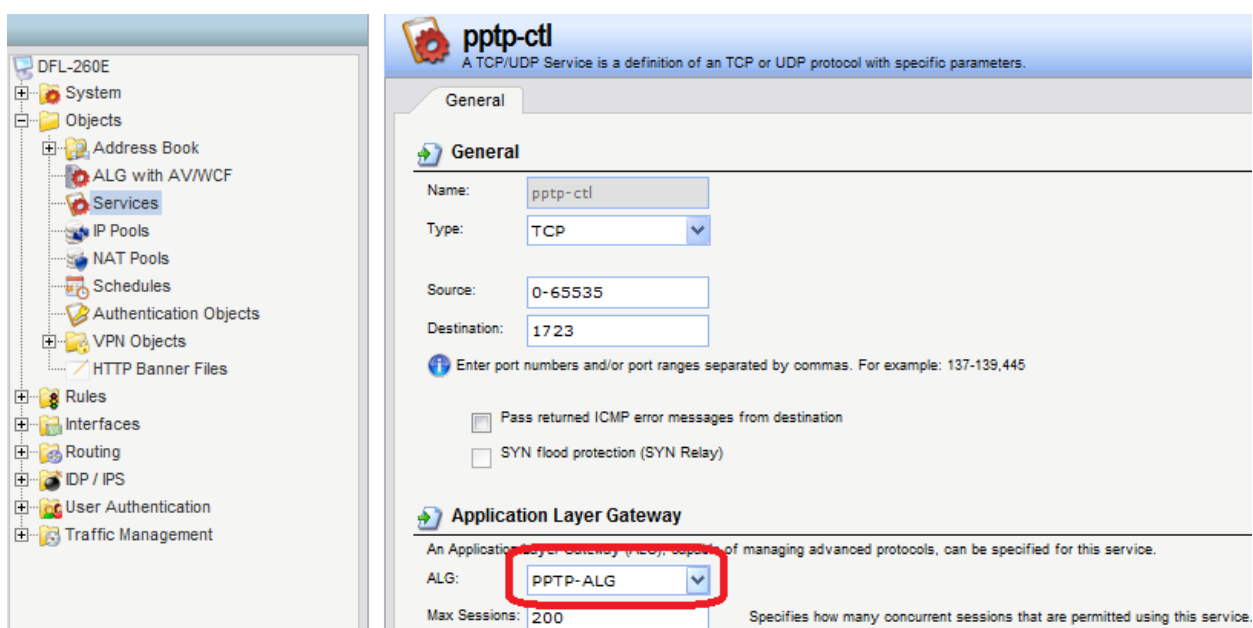 DFL-260E
System
Objects
Address Book
ALG with AV/WCF
Services
IP Pools
NAT Pools
Schedules
Authentication Objects
VPN Objects
HTTP Banner Files
Rules
Interfaces
Routing
IDP / IPS
User Authentication
Traffic Management
pptp-ctl
A TCP/UDP Service is a definition of an TCP or UDP protocol with specific parameters.
General
General
Name: pptp-ctl
Type: TCP
Source: 0-65535
Destination: 1723
Enter port numbers and/or port ranges separated by commas. For example: 137-139,445
Pass returned ICMP error messages from destination
SYN flood protection (SYN Relay)
Application Layer Gateway
An Application Layer Gateway (ALG), capable of managing advanced protocols, can be specified for this service.
ALG: PPTP-ALG
Max Sessions: 200 Specifies how many concurrent sessions that are permitted using this service.